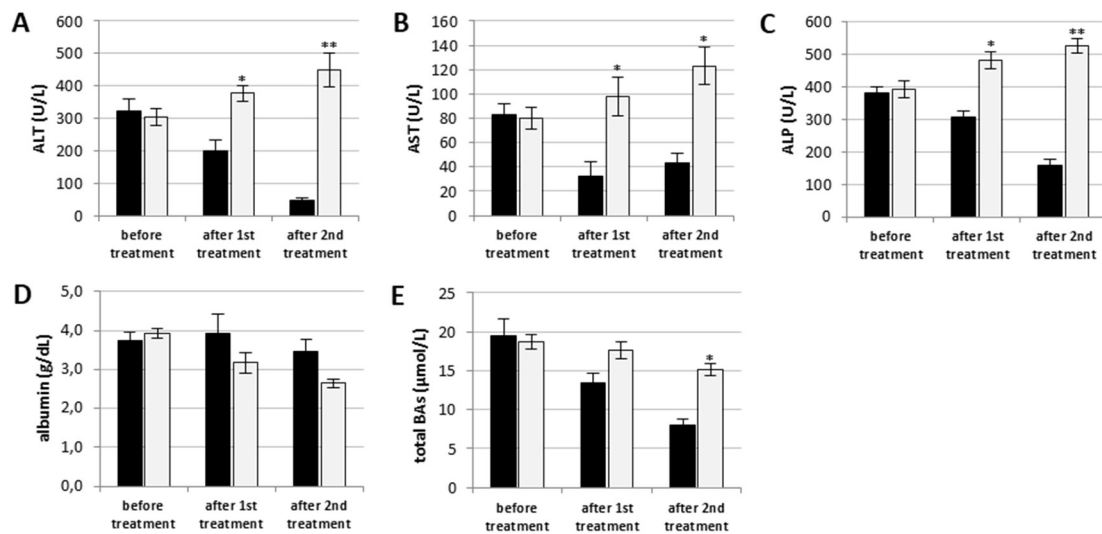 A
600
500
400
300
200
100
0
ALT (U/L)
*
**
before
treatment
after 1st
treatment
after 2nd
treatment
B
160
140
120
100
80
60
40
20
0
AST (U/L)
*
*
before
treatment
after 1st
treatment
after 2nd
treatment
C
600
500
400
300
200
100
0
ALP (U/L)
*
**
before
treatment
after 1st
treatment
after 2nd
treatment
D
5,0
4,0
3,0
2,0
1,0
0,0
albumin (g/dL)
before
treatment
after 1st
treatment
after 2nd
treatment
E
25
20
15
10
5
0
total BAs (μmol/L)
*
before
treatment
after 1st
treatment
after 2nd
treatment